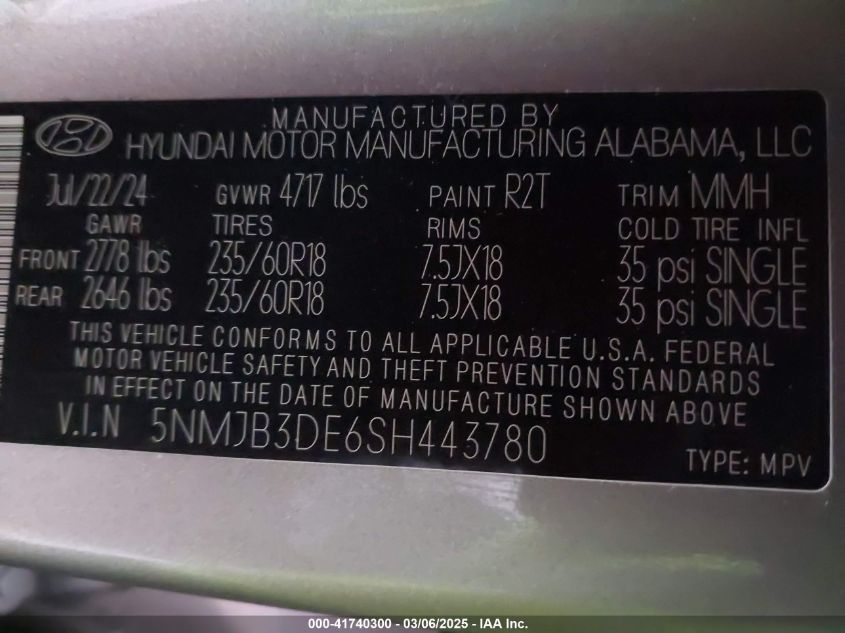 MANUFACTURED BY
HYUNDAI MOTOR MANUFACTURING ALABAMA, LLC
Jul/22/24 GVWR 4717 lbs PAINT R2T TRIM MMH
GAWR TIRES RIMS COLD TIRE INFL
FRONT 2778 lbs 235/60R18 7.5JX18 35 psi SINGLE
REAR 2646 lbs 235/60R18 7.5JX18 35 psi SINGLE
THIS VEHICLE CONFORMS TO ALL APPLICABLE U.S.A. FEDERAL
MOTOR VEHICLE SAFETY AND THEFT PREVENTION STANDARDS
IN EFFECT ON THE DATE OF MANUFACTURE SHOWN ABOVE
V.I.N 5NMJB3DE6SH443780
TYPE: MPV
000-41740300 - 03/06/2025 - IAA Inc.